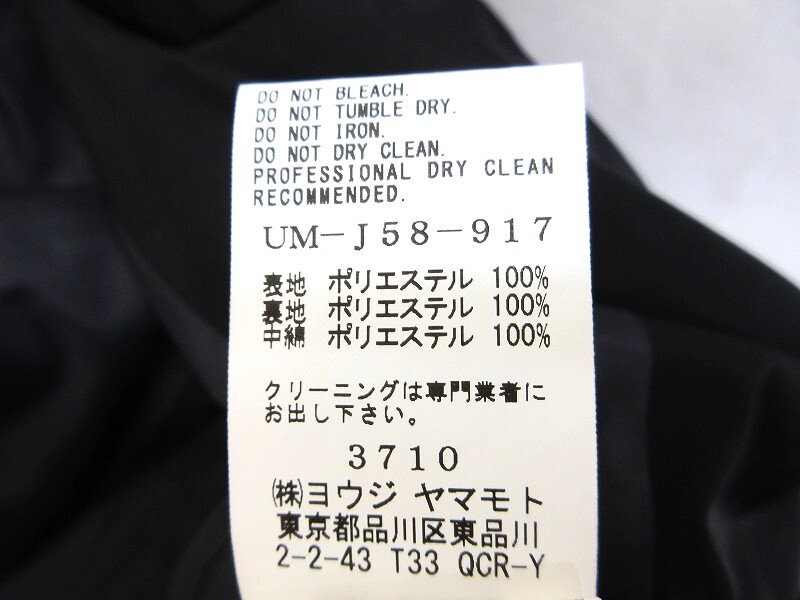 DO NOT BLEACH.
DO NOT TUMBLE DRY.
DO NOT IRON.
DO NOT DRY CLEAN.
PROFESSIONAL DRY CLEAN
RECOMMENDED.
UM-J58-917
表地 ポリエステル 100%
裏地 ポリエステル 100%
中綿 ポリエステル 100%
クリーニングは専門業者に
お出し下さい。
3710
㈱ヨウジ ヤマモト
東京都品川区東品川
2-2-43 T33 QCR-Y